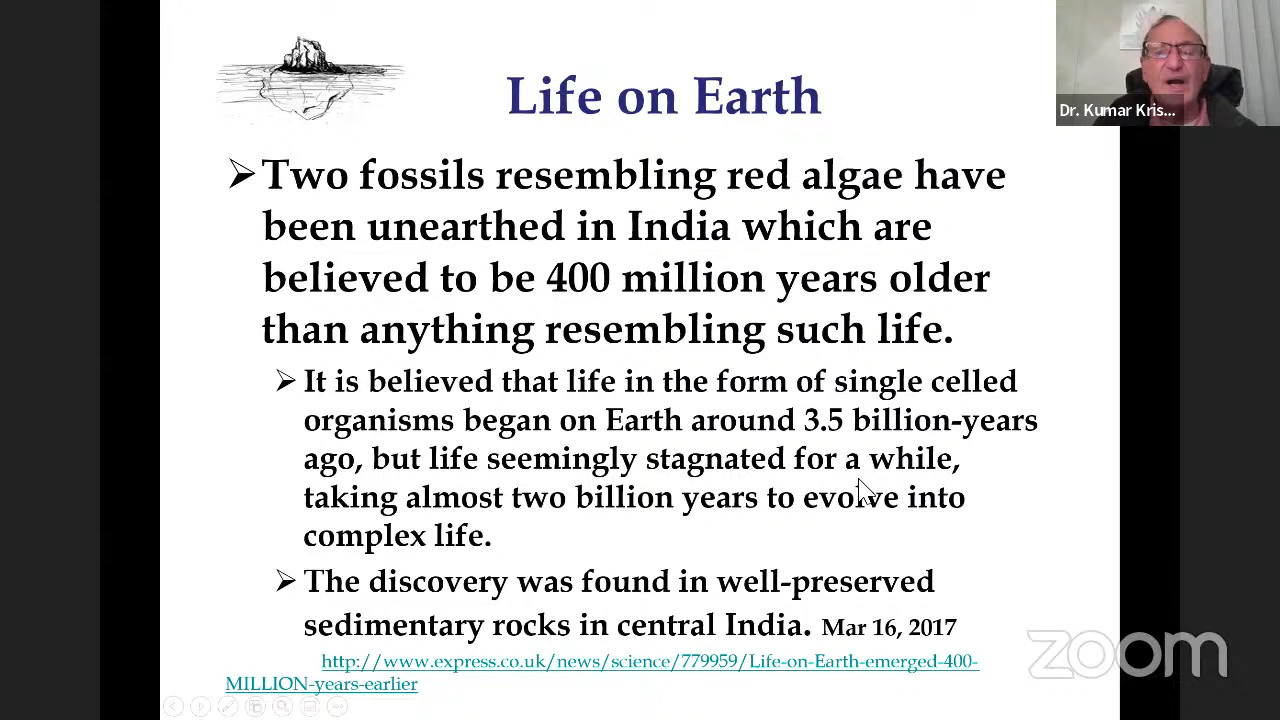 Life on Earth
Dr. Kumar Kris...
Two fossils resembling red algae have
been unearthed in India which are
believed to be 400 million years older
than anything resembling such life.
It is believed that life in the form of single celled
organisms began on Earth around 3.5 billion-years
ago, but life seemingly stagnated for a while,
taking almost two billion years to evolve into
complex life.
The discovery was found in well-preserved
sedimentary rocks in central India. Mar 16, 2017
http://www.express.co.uk/news/science/779959/Life-on-Earth-emerged-400-
MILLION-years-earlier
zoom